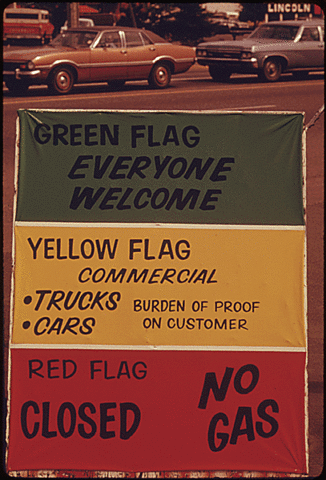 LINCOLN
GREEN FLAG
EVERYONE
WELCOME
YELLOW FLAG
COMMERCIAL
• TRUCKS
• CARS
BURDEN OF PROOF
ON CUSTOMER
RED FLAG
CLOSED
NO
GAS